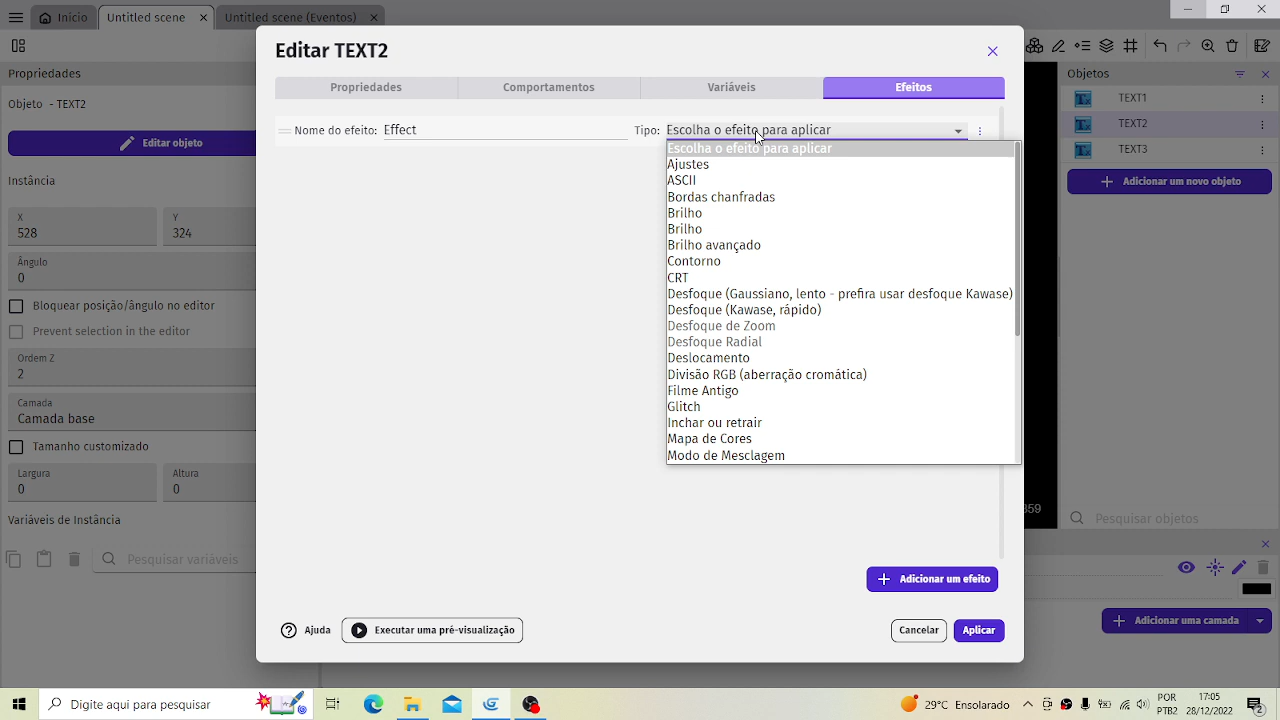 Início
Untitled scene
Untitled scene (Eventos)
Propriedades
Objeto - TEXT2
Editar objeto
Instância
X
528
Y
324
Ângulo
0
Bloquear posição/ângulo do editor
Prevent selection in the editor
Ordem Z
2
Camada
Camada base
Tamanho customizado
Largura
0
Altura
0
Variáveis de Instância
Pesquisar variáveis
Editar TEXT2
Propriedades
Comportamentos
Variáveis
Efeitos
Nome do efeito: Effect
Tipo: Escolha o efeito para aplicar
Escolha o efeito para aplicar
Ajustes
ASCII
Bordas chanfradas
Brilho
Brilho
Brilho avançado
Contorno
CRT
Desfoque (Gaussiano, lento - prefira usar desfoque Kawase)
Desfoque (Kawase, rápido)
Desfoque de Zoom
Desfoque Radial
Deslocamento
Divisão RGB (aberração cromática)
Filme Antigo
Glitch
Inchar ou retrair
Mapa de Cores
Modo de Mesclagem
Adicionar um efeito
Ajuda
Executar uma pré-visualização
Cancelar
Aplicar
Objetos
TEXT1
TEXT2
TEXT3
Adicionar um novo objeto
359
Pesquisar objetos
Adicionar uma camada
Digite aqui para pesquisar
29°C Ensolarado
POR
PTB2
17:05
14/12/2022
2